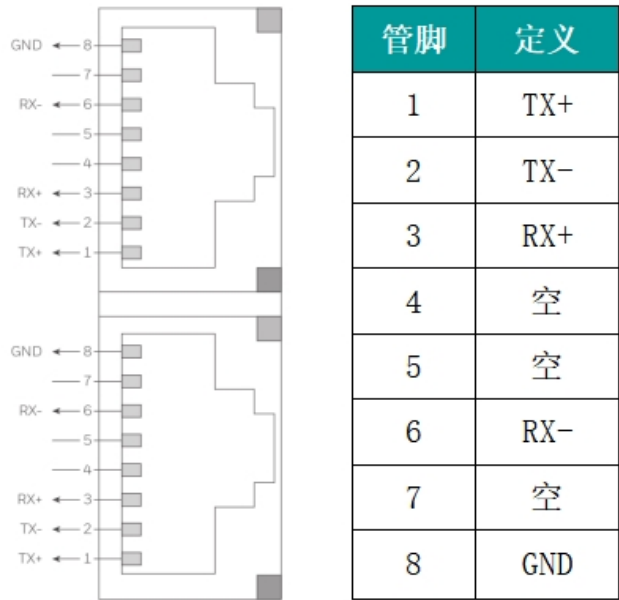 GND 8
7
RX- 6
5
4
RX+ 3
TX- 2
TX+ 1
GND 8
7
RX- 6
5
4
RX+ 3
TX- 2
TX+ 1
管脚 定义
1 TX+
2 TX-
3 RX+
4 空
5 空
6 RX-
7 空
8 GND